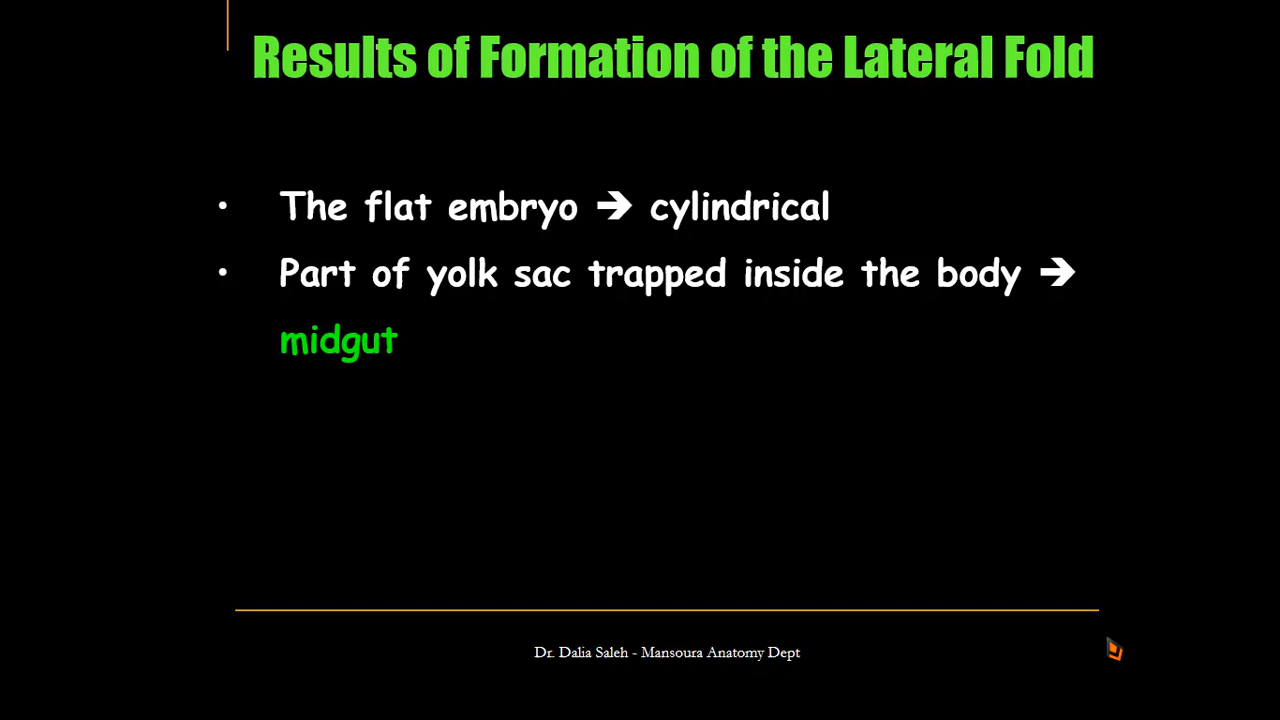 Results of Formation of the Lateral Fold
• The flat embryo ➔ cylindrical
• Part of yolk sac trapped inside the body ➔
midgut
Dr. Dalia Saleh - Mansoura Anatomy Dept